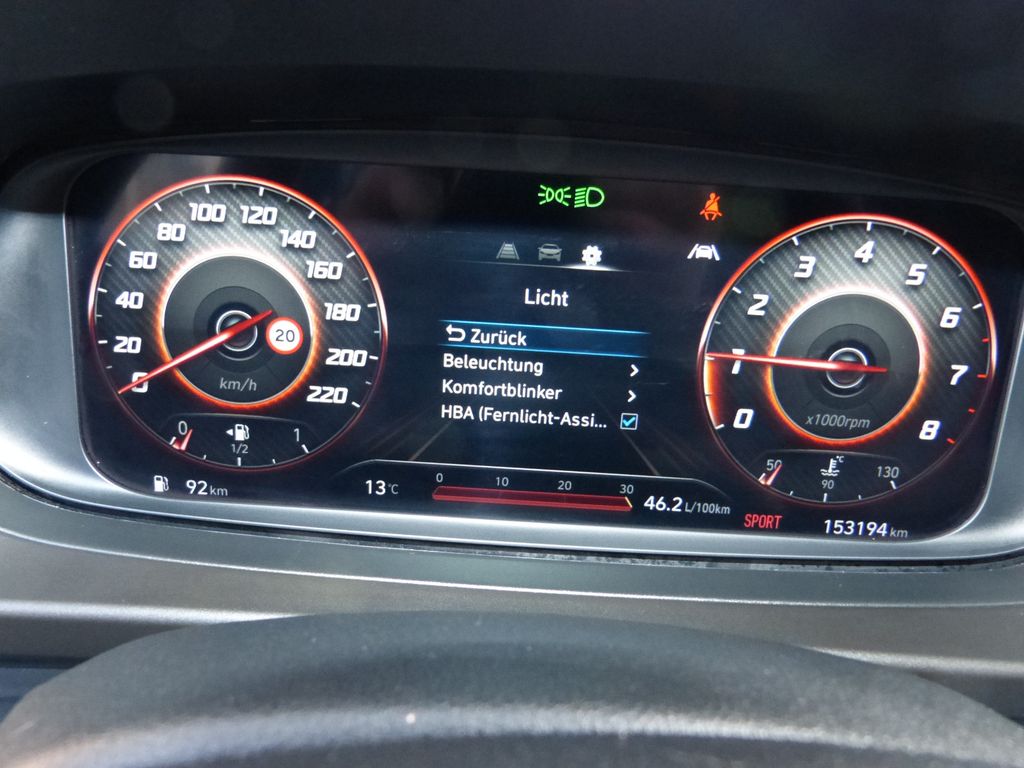 0
20
40
60
80
100
120
140
160
180
200
220
20
km/h
0
1/2
1
92 km
13°C
Licht
Zurück
Beleuchtung
Komfortblinker
HBA (Fernlicht-Assi...
0 10 20 30
46.2 L/100km
0
1
2
3
4
5
6
7
8
x1000rpm
50
°C
90
130
SPORT
153194 km